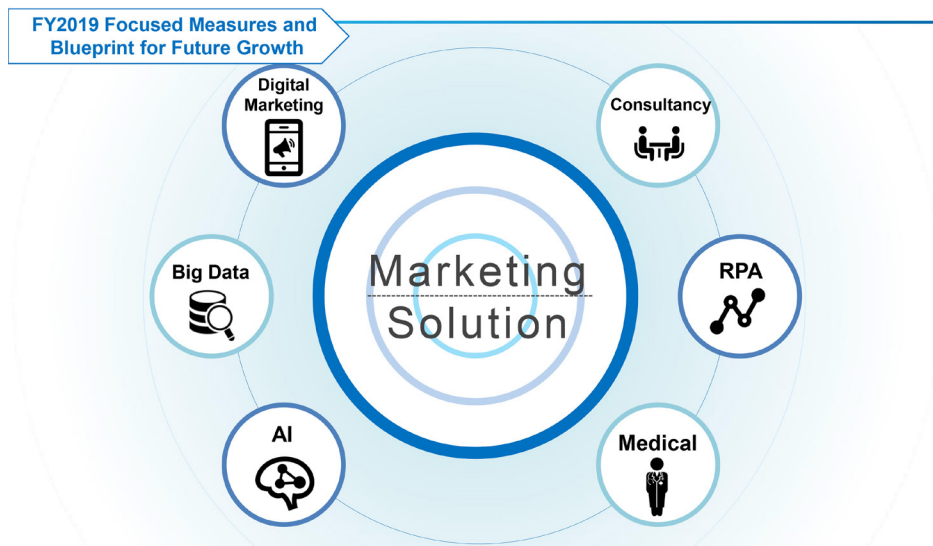 FY2019 Focused Measures and
Blueprint for Future Growth
Digital
Marketing
Consultancy
Big Data
Marketing
Solution
RPA
AI
Medical